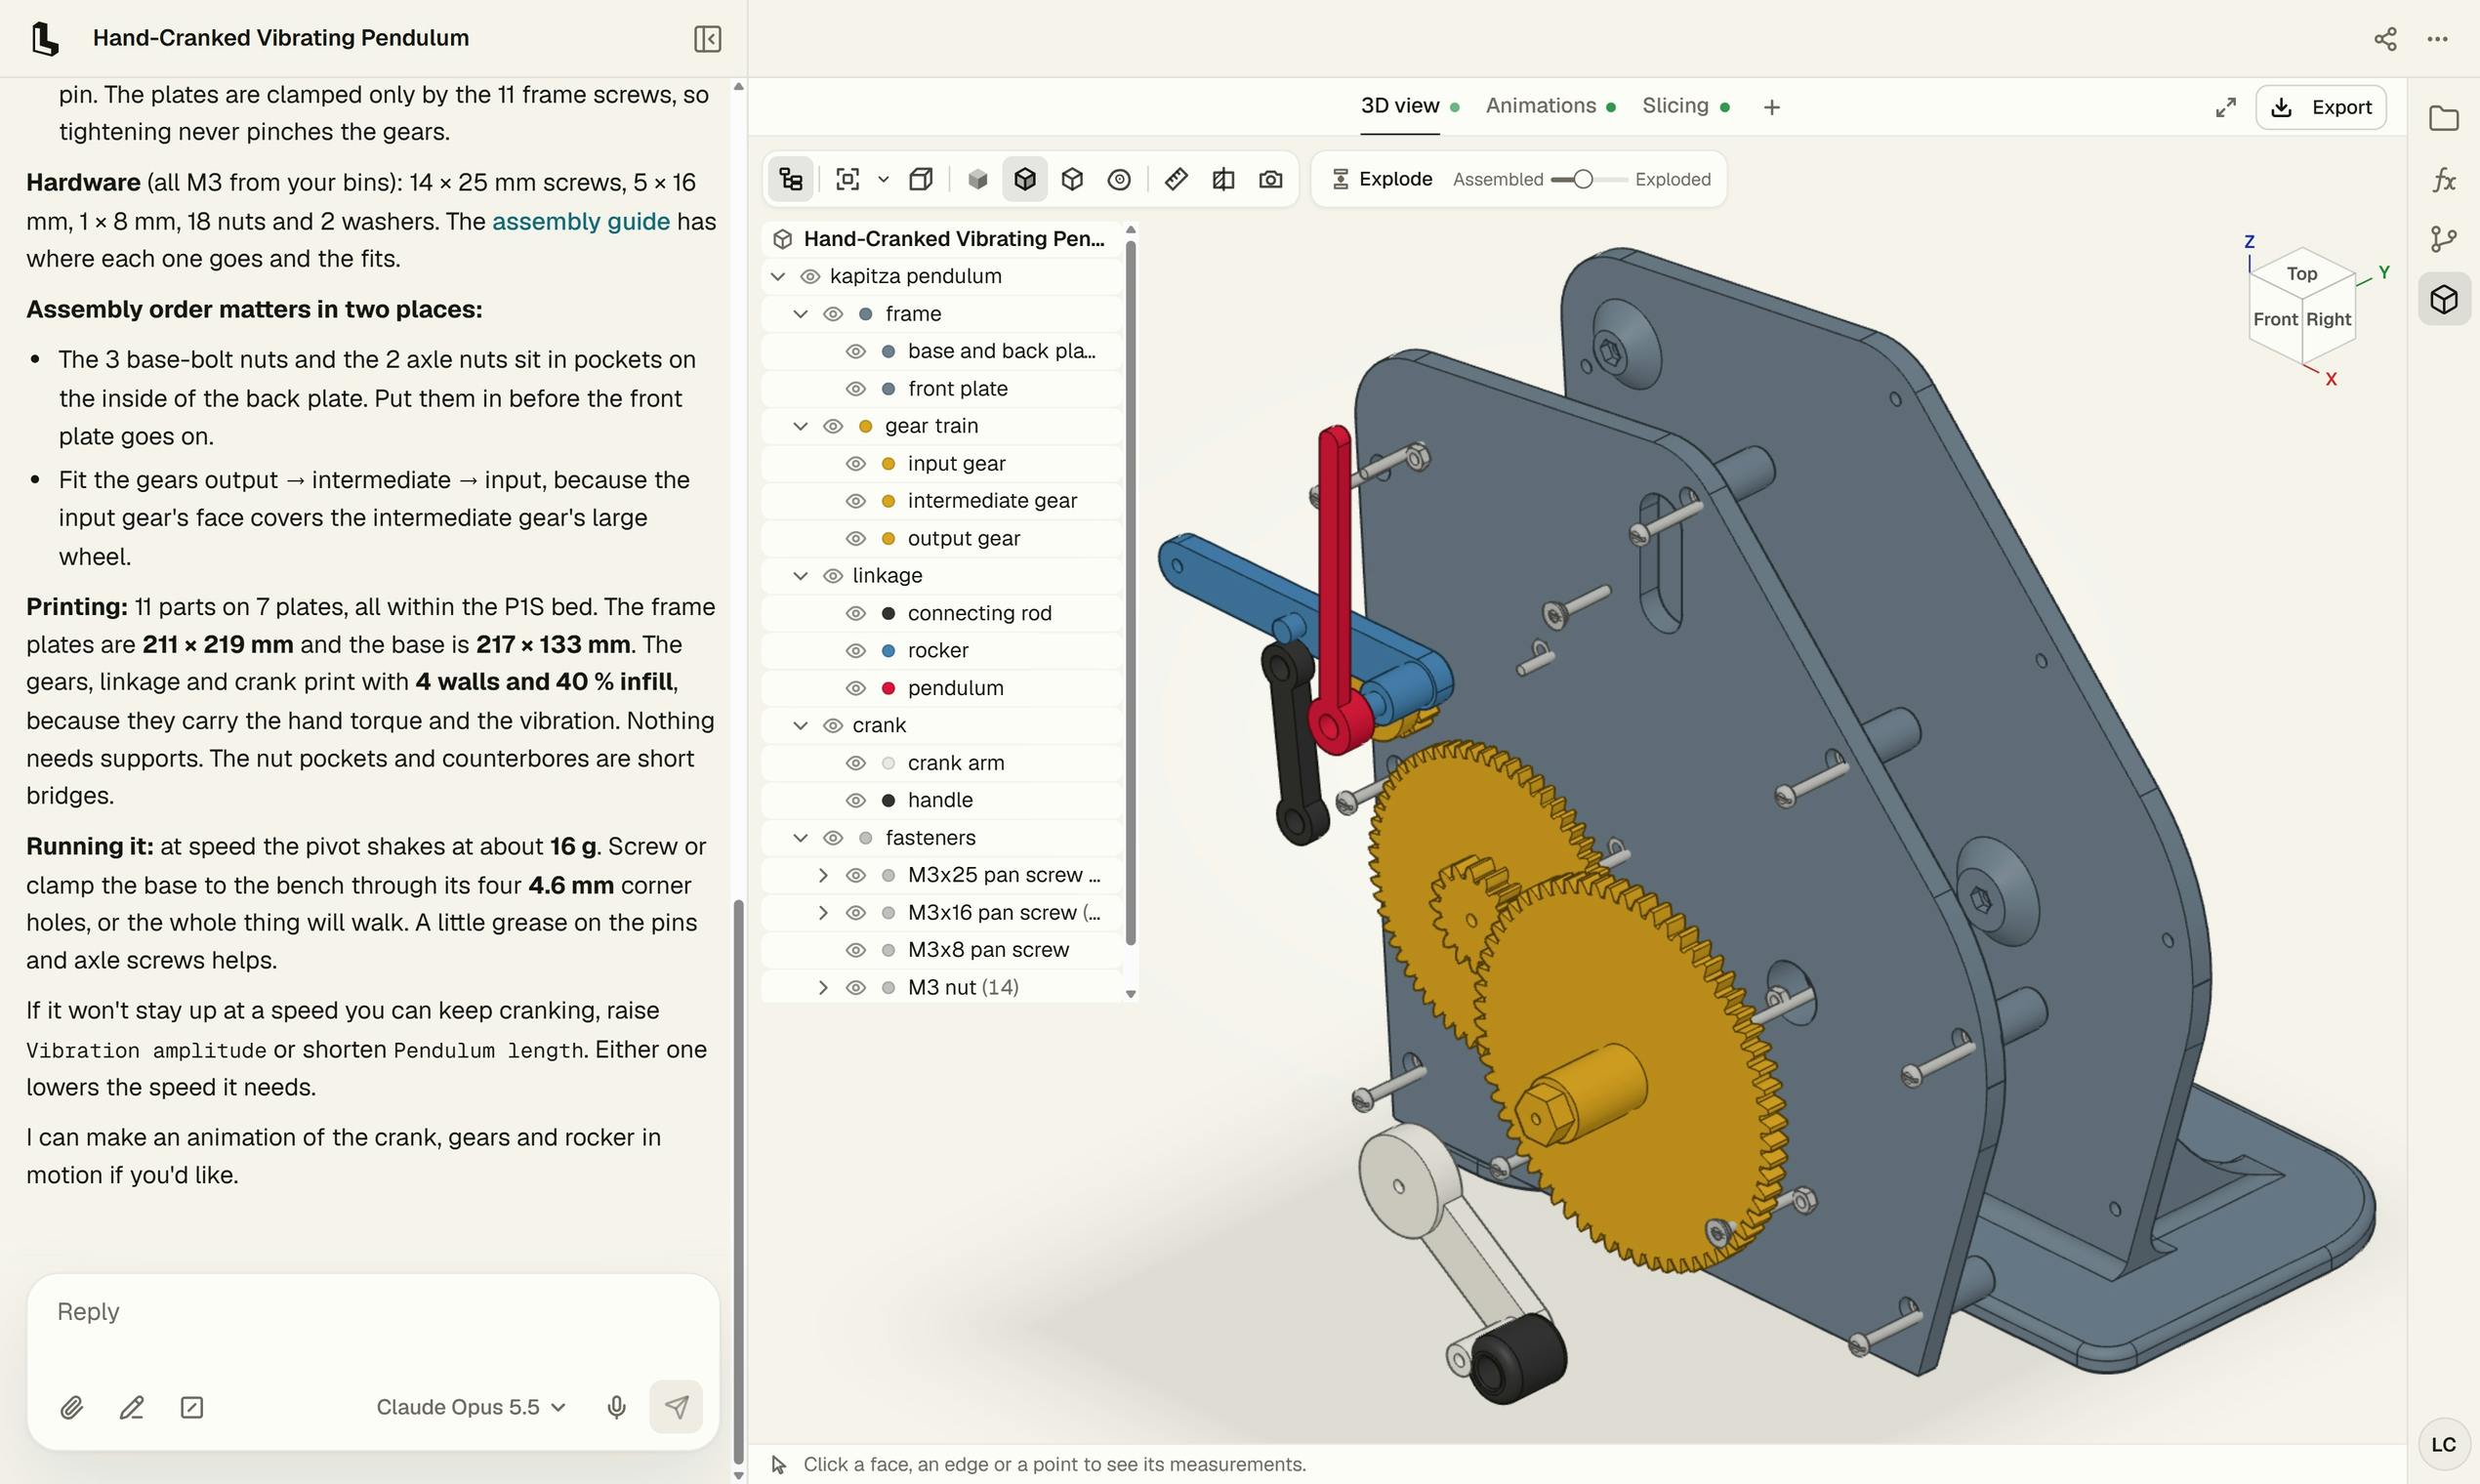 Hand-Cranked Vibrating Pendulum
pin. The plates are clamped only by the 11 frame screws, so
tightening never pinches the gears.
Hardware (all M3 from your bins): 14 × 25 mm screws, 5 × 16
mm, 1 × 8 mm, 18 nuts and 2 washers. The assembly guide has
where each one goes and the fits.
Assembly order matters in two places:
• The 3 base-bolt nuts and the 2 axle nuts sit in pockets on
the inside of the back plate. Put them in before the front
plate goes on.
• Fit the gears output → intermediate → input, because the
input gear's face covers the intermediate gear's large
wheel.
Printing: 11 parts on 7 plates, all within the P1S bed. The frame
plates are 211 × 219 mm and the base is 217 × 133 mm. The
gears, linkage and crank print with 4 walls and 40 % infill,
because they carry the hand torque and the vibration. Nothing
needs supports. The nut pockets and counterbores are short
bridges.
Running it: at speed the pivot shakes at about 16 g. Screw or
clamp the base to the bench through its four 4.6 mm corner
holes, or the whole thing will walk. A little grease on the pins
and axle screws helps.
If it won't stay up at a speed you can keep cranking, raise
Vibration amplitude or shorten Pendulum length. Either one
lowers the speed it needs.
I can make an animation of the crank, gears and rocker in
motion if you'd like.
Reply
Claude Opus 5.5
3D view
Animations
Slicing
Export
Explode
Assembled
Exploded
Hand-Cranked Vibrating Pen...
kapitza pendulum
frame
base and back pla...
front plate
gear train
input gear
intermediate gear
output gear
linkage
connecting rod
rocker
pendulum
crank
crank arm
handle
fasteners
M3x25 pan screw ...
M3x16 pan screw (...
M3x8 pan screw
M3 nut (14)
Z
Y
Top
Front
Right
X
fx
LC
Click a face, an edge or a point to see its measurements.